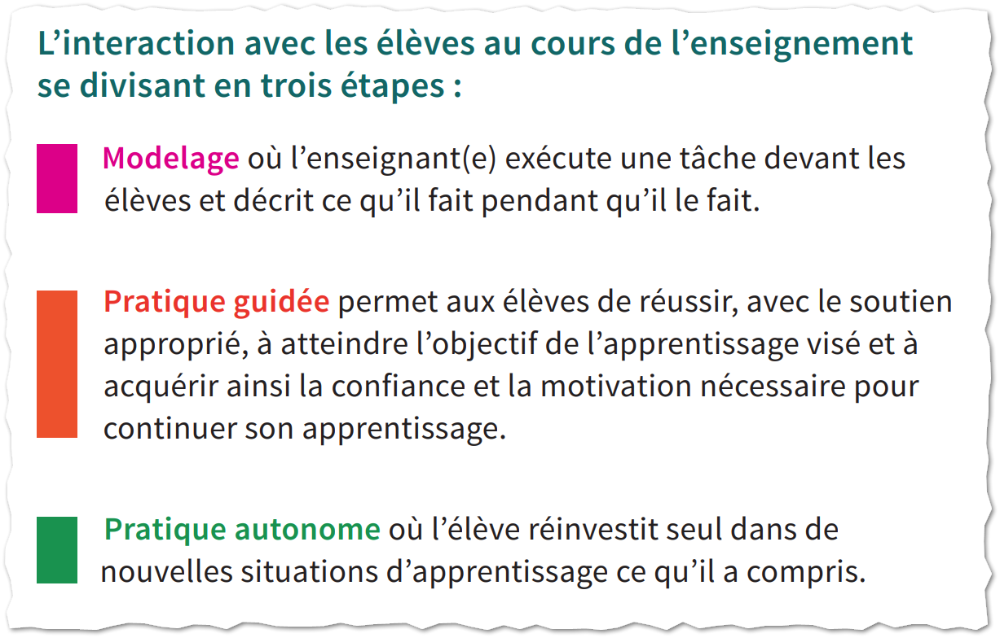 L’interaction avec les élèves au cours de l’enseignement
se divisant en trois étapes :
Modelage où l’enseignant(e) exécute une tâche devant les
élèves et décrit ce qu’il fait pendant qu’il le fait.
Pratique guidée permet aux élèves de réussir, avec le soutien
approprié, à atteindre l’objectif de l’apprentissage visé et à
acquérir ainsi la confiance et la motivation nécessaire pour
continuer son apprentissage.
Pratique autonome où l’élève réinvestit seul dans de
nouvelles situations d’apprentissage ce qu’il a compris.